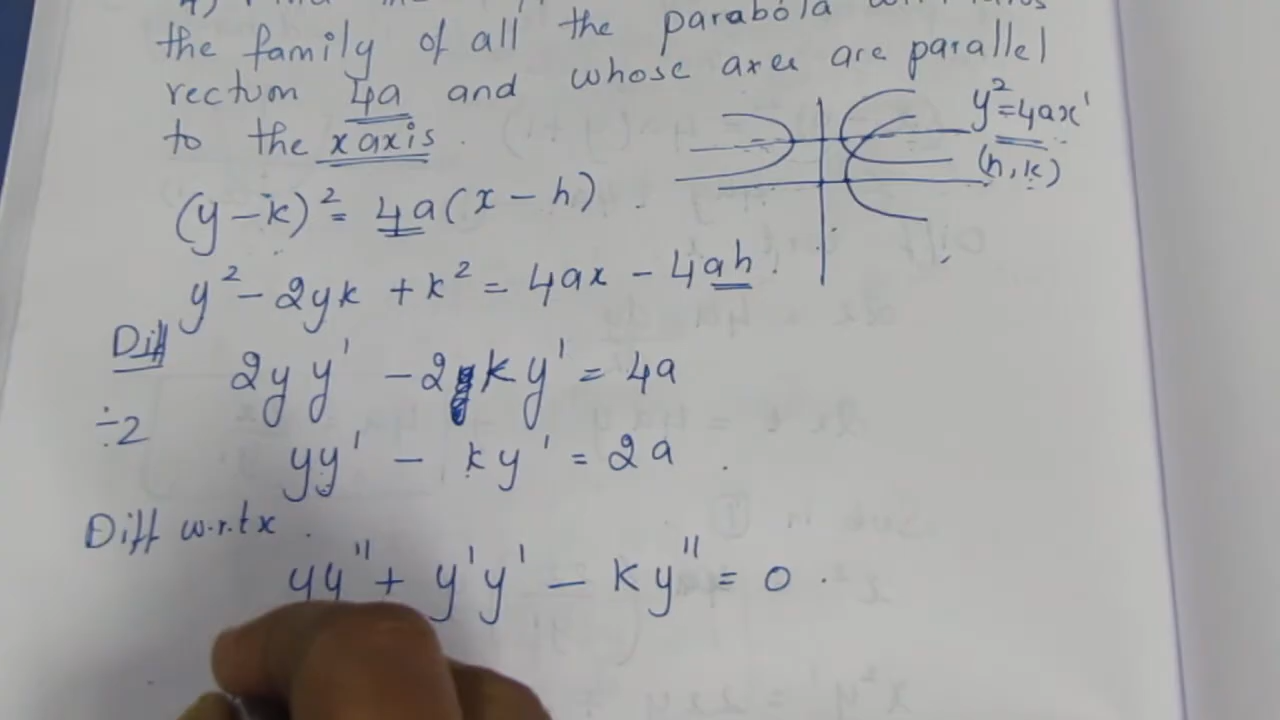 the family of all the parabola
rectum 4a and whose axes are parallel
to the x axis.
y² = 4ax'
(h, k)
(y - k)² = 4a(x - h).
y² - 2yk + k² = 4ax - 4ah.
Diff
2yy' - 2ky' = 4a
÷2
yy' - ky' = 2a.
Diff w.r.t x.
yy'' + y'y' - ky'' = 0.